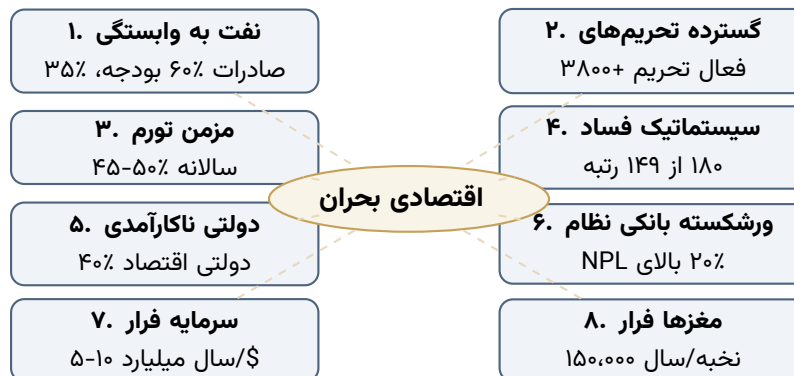 نفت به وابستگی .۱
صادرات ۶۰٪ بودجه، ۳۵٪
گسترده تحریم‌های .۲
فعال تحریم +۳۸۰۰
مزمن تورم .۳
سالانه ۴۵-۵۰٪
سیستماتیک فساد .۴
۱۸۰ از ۱۴۹ رتبه
اقتصادی بحران
دولتی ناکارآمدی .۵
دولتی اقتصاد ۴۰٪
ورشکسته بانکی نظام .۶
۲۰٪ بالای NPL
سرمایه فرار .۷
$/سال میلیارد ۵-۱۰
مغزها فرار .۸
نخبه/سال ۱۵۰،۰۰۰